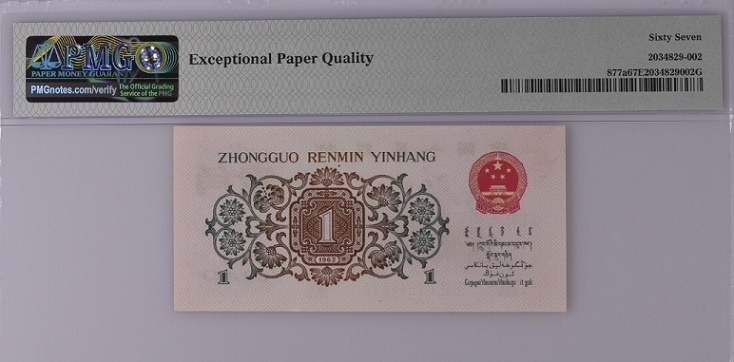 PMG
PAPER MONEY GUARANTY
PMGnotes.com/verify
The Official Grading
Service of the PNG
Exceptional Paper Quality
Sixty Seven
2034829-002
877a67E2034829002G
ZHONGGUO RENMIN YINHANG
1
1962
1
1